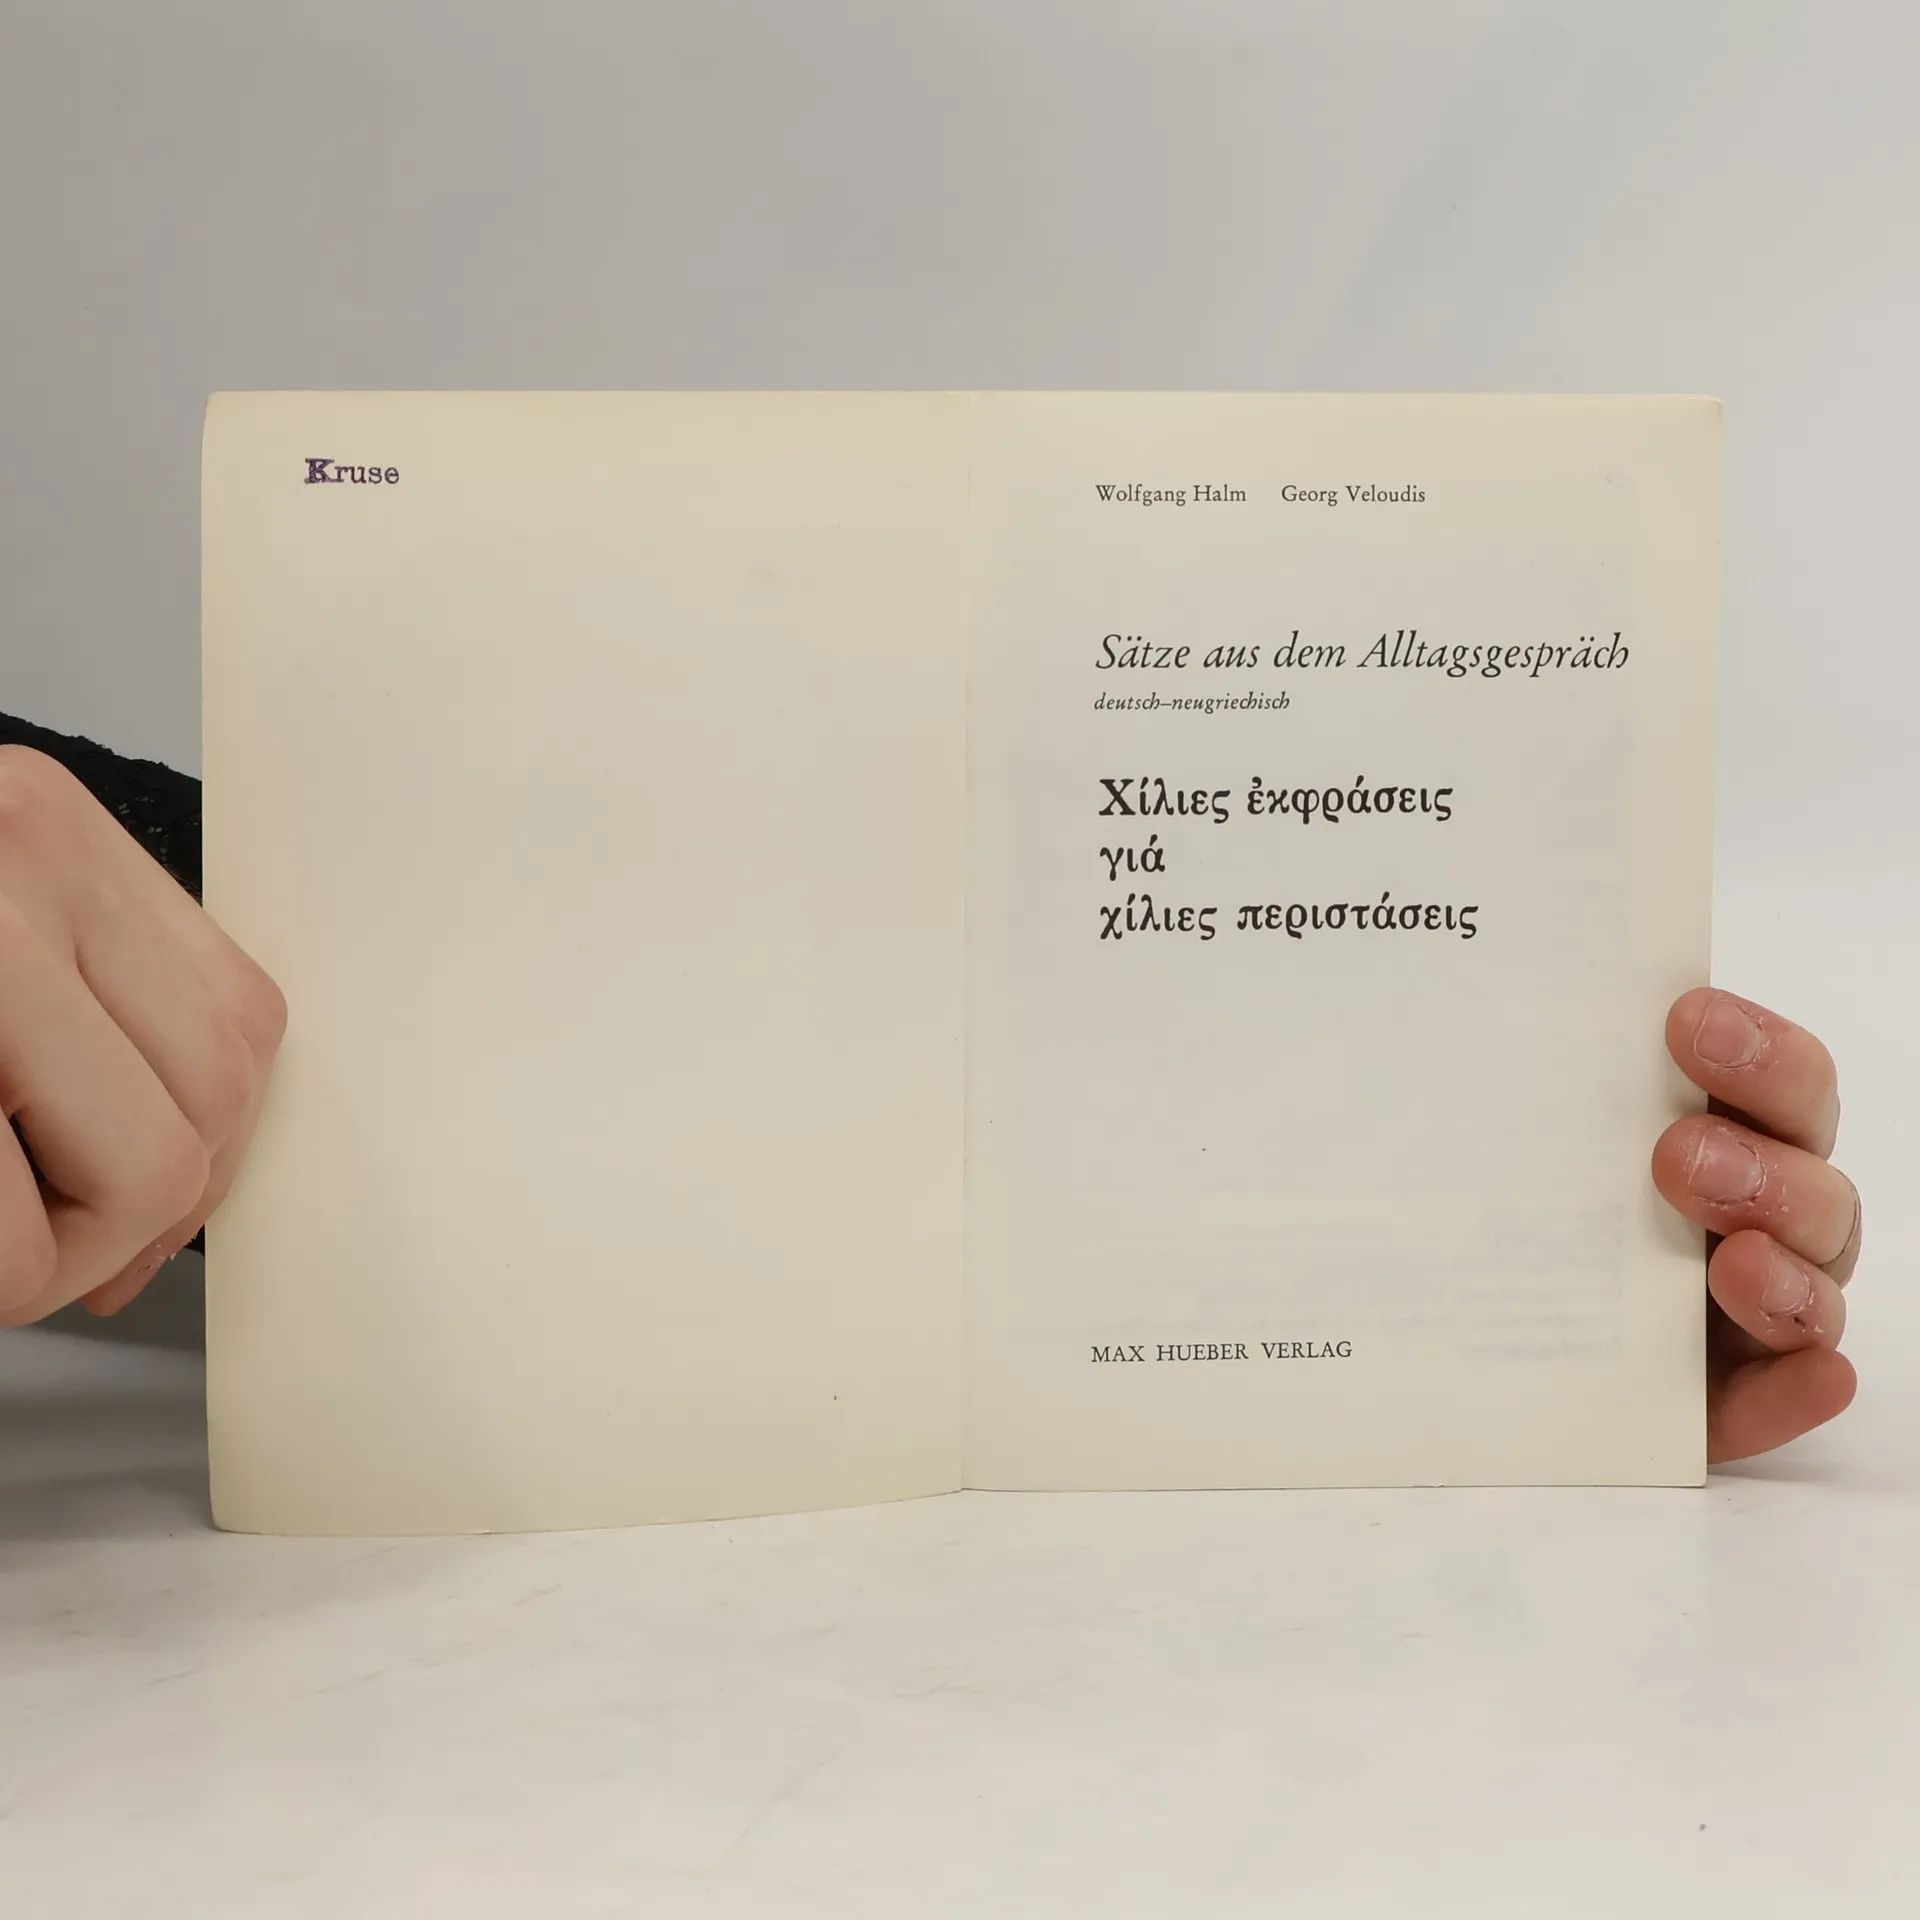 Kruse
Wolfgang Halm Georg Veloudis
Sätze aus dem Alltagsgespräch
deutsch–neugriechisch
Χίλιες ἐκφράσεις
γιά
χίλιες περιστάσεις
MAX HUEBER VERLAG